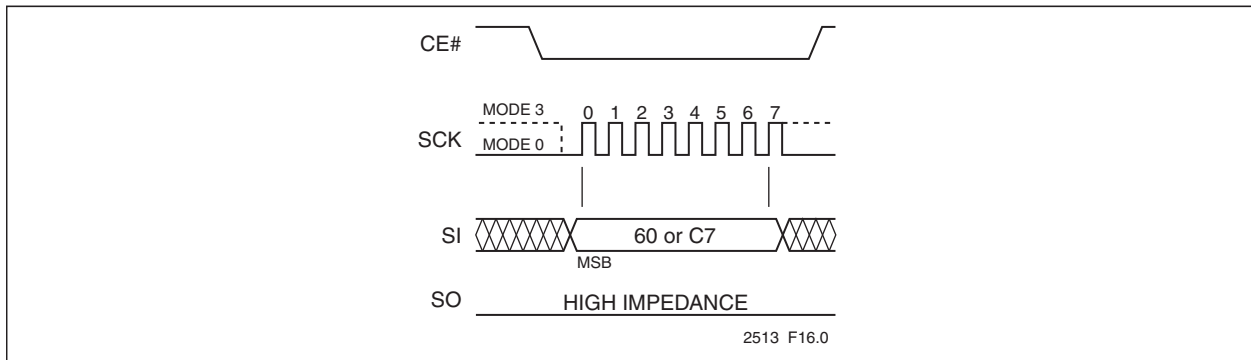 CE#
MODE 3 0 1 2 3 4 5 6 7
SCK MODE 0
SI 60 or C7
MSB
SO HIGH IMPEDANCE
2513 F16.0